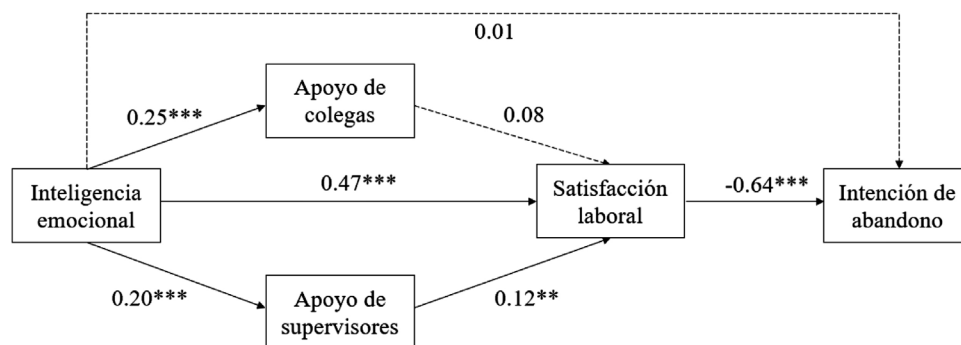 0.01
Apoyo de
colegas
0.25***
0.08
Inteligencia
emocional
0.47***
Satisfacción
laboral
-0.64***
Intención de
abandono
0.20***
Apoyo de
supervisores
0.12**